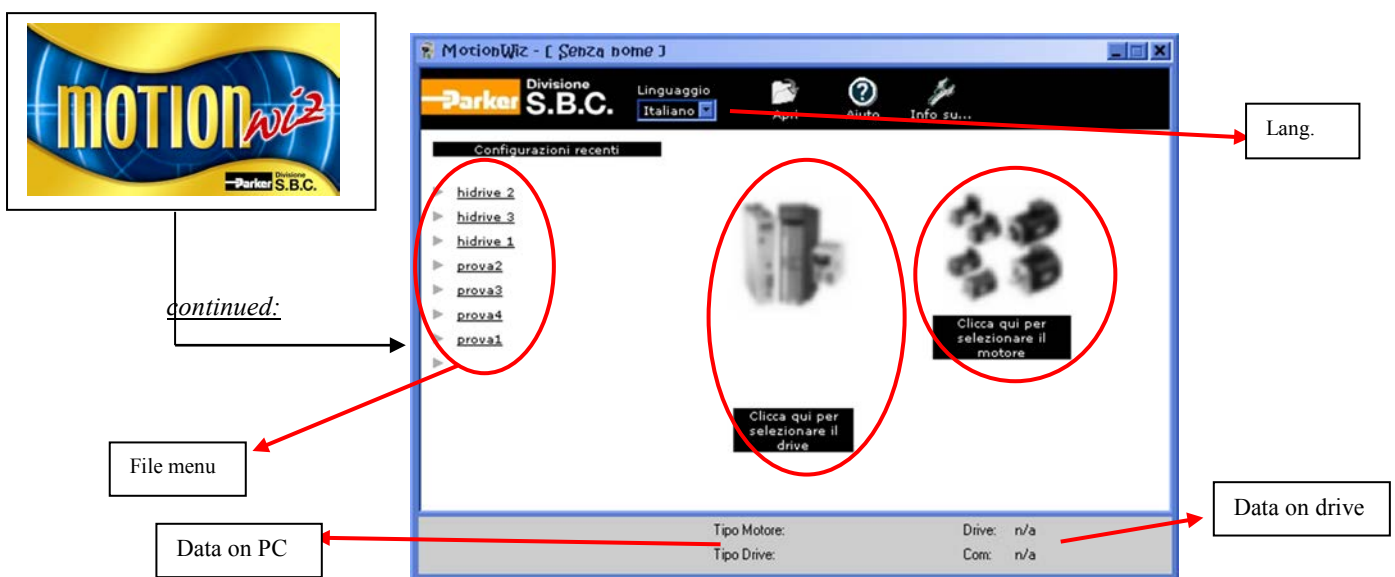 MOTION wiz
Parker Divisione S.B.C.
continued:
MotionWiz - [ Senza nome ]
Parker Divisione S.B.C.
Linguaggio
Italiano
Apri
Aiuto
Info su...
Lang.
Configurazioni recenti
hidrive 2
hidrive 3
hidrive 1
prova2
prova3
prova4
prova1
Clicca qui per
selezionare il
drive
Clicca qui per
selezionare il
motore
File menu
Data on PC
Data on drive
Tipo Motore:
Drive: n/a
Tipo Drive:
Com: n/a